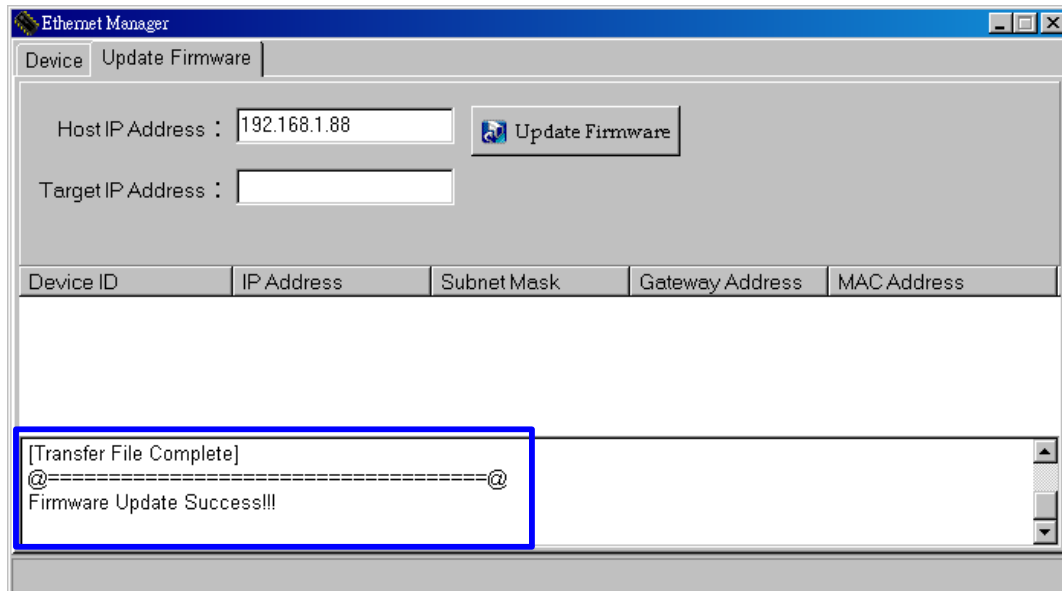 Ethernet Manager
Device Update Firmware
Host IP Address : 192.168.1.88 Update Firmware
Target IP Address :
Device ID IP Address Subnet Mask Gateway Address MAC Address
[Transfer File Complete]
@====================================@
Firmware Update Success!!!